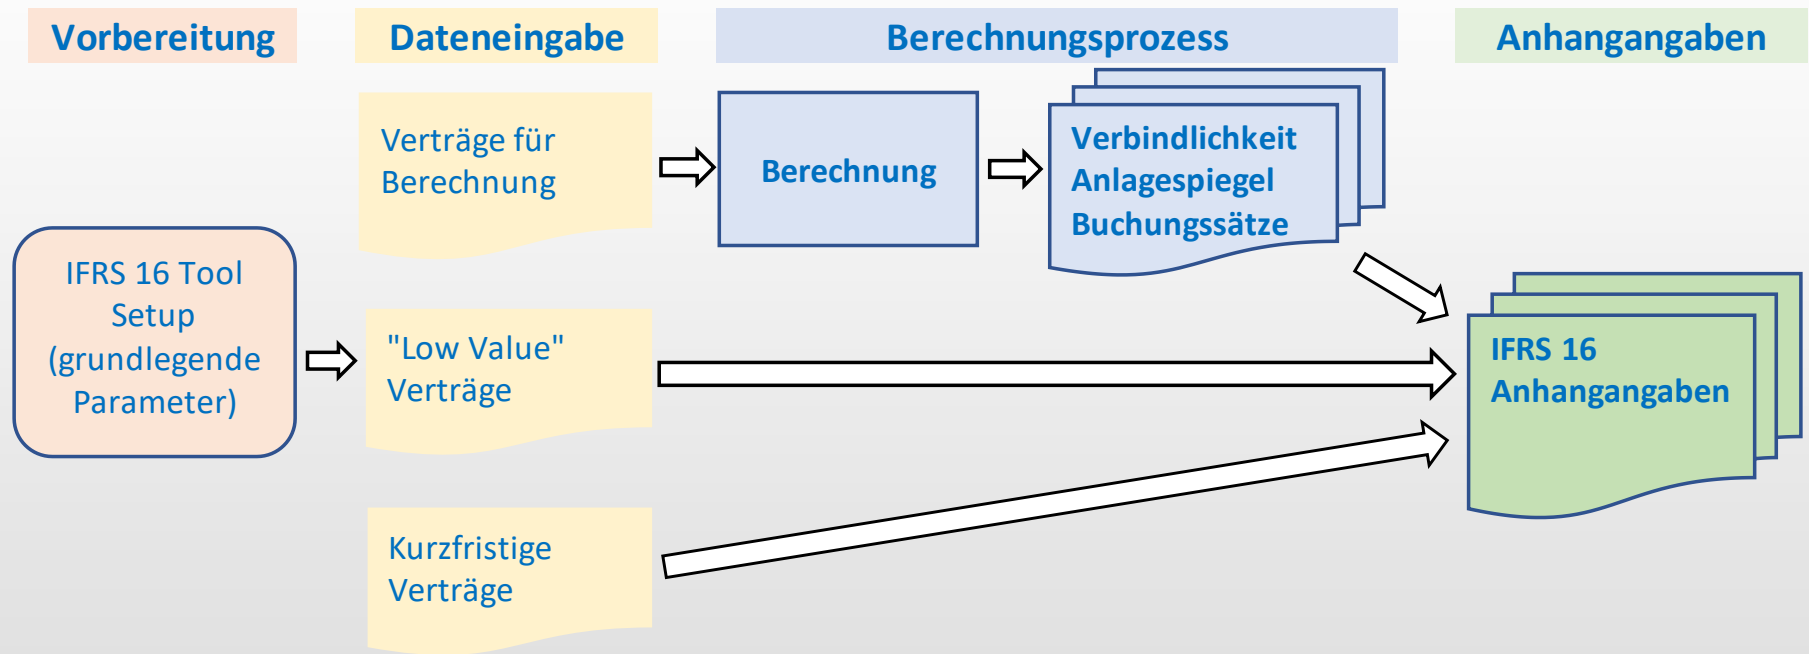 Vorbereitung
Dateneingabe
Berechnungsprozess
Anhangangaben
Verträge für
Berechnung
Berechnung
Verbindlichkeit
Anlagespiegel
Buchungssätze
IFRS 16 Tool
Setup
(grundlegende
Parameter)
"Low Value"
Verträge
IFRS 16
Anhangangaben
Kurzfristige
Verträge